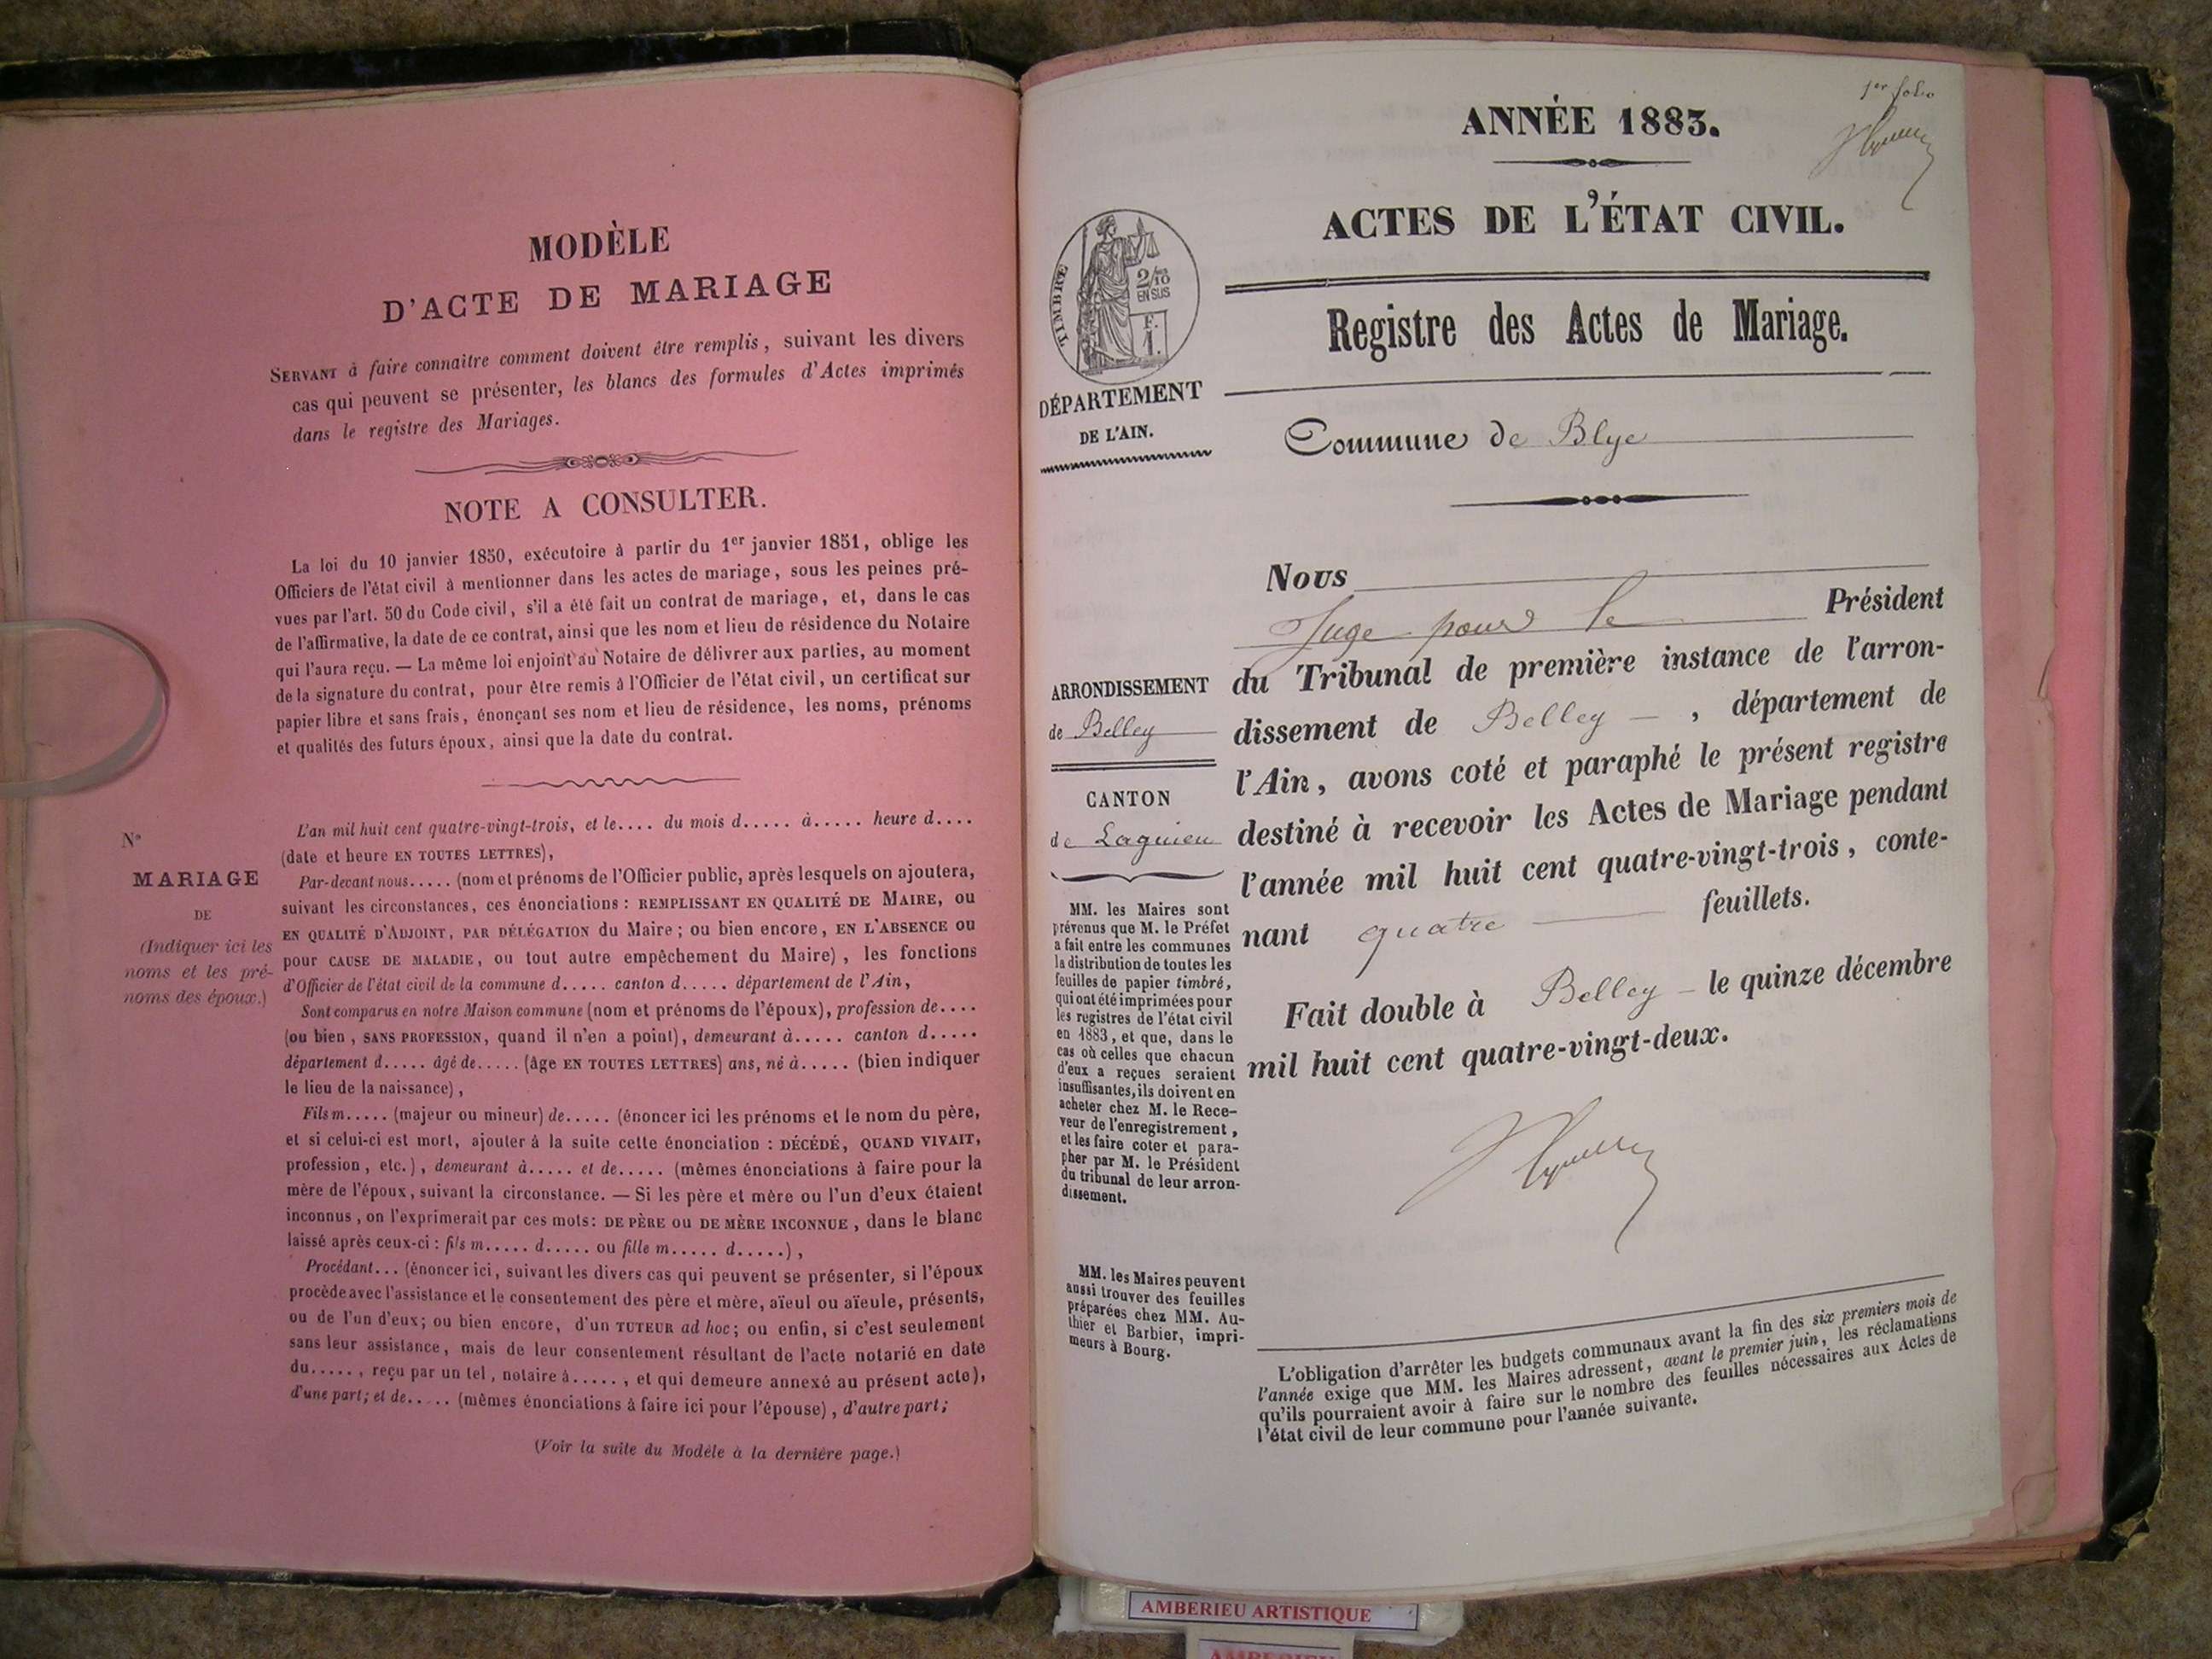 MODÈLE
D'ACTE DE MARIAGE
SERVANT à faire connaitre comment doivent être remplis, suivant les divers
cas qui peuvent se présenter, les blancs des formules d'Actes imprimés
dans le registre des Mariages.
NOTE A CONSULTER.
La loi du 10 janvier 1850, exécutoire à partir du 1er janvier 1851, oblige les
Officiers de l'état civil à mentionner dans les actes de mariage, sous les peines pré-
vues par l'art. 50 du Code civil, s'il a été fait un contrat de mariage, et, dans le cas
de l'affirmative, la date de ce contrat, ainsi que les nom et lieu de résidence du Notaire
qui l'aura reçu. — La même loi enjoint au Notaire de délivrer aux parties, au moment
de la signature du contrat, pour être remis à l'Officier de l'état civil, un certificat sur
papier libre et sans frais, énonçant ses nom et lieu de résidence, les noms, prénoms
et qualités des futurs époux, ainsi que la date du contrat.
N°
MARIAGE
DE
(Indiquer ici les
noms et les pré-
noms des époux.)
L'an mil huit cent quatre-vingt-trois, et le.... du mois d..... à..... heure d....
(date et heure EN TOUTES LETTRES),
Par-devant nous..... (nom et prénoms de l'Officier public, après lesquels on ajoutera,
suivant les circonstances, ces énonciations : REMPLISSANT EN QUALITÉ DE MAIRE, OU
EN QUALITÉ D'ADJOINT, PAR DÉLÉGATION du Maire ; ou bien encore, EN L'ABSENCE OU
pour CAUSE DE MALADIE, ou tout autre empêchement du Maire), les fonctions
d'Officier de l'état civil de la commune d..... canton d..... département de l'Ain,
Sont comparus en notre Maison commune (nom et prénoms de l'époux), profession de....
(ou bien, SANS PROFESSION, quand il n'en a point), demeurant à..... canton d.....
département d..... âgé de..... (âge EN TOUTES LETTRES) ans, né à..... (bien indiquer
le lieu de la naissance),
Fils m..... (majeur ou mineur) de..... (énoncer ici les prénoms et le nom du père,
et si celui-ci est mort, ajouter à la suite cette énonciation : DÉCÉDÉ, QUAND VIVAIT,
profession, etc.), demeurant à..... et de..... (mêmes énonciations à faire pour la
mère de l'époux, suivant la circonstance. — Si les père et mère ou l'un d'eux étaient
inconnus, on l'exprimerait par ces mots: DE PÈRE OU DE MÈRE INCONNUE, dans le blanc
laissé après ceux-ci : fils m..... d..... ou fille m..... d.....),
Procédant... (énoncer ici, suivant les divers cas qui peuvent se présenter, si l'époux
procède avec l'assistance et le consentement des père et mère, aïeul ou aïeule, présents,
ou de l'un d'eux; ou bien encore, d'un TUTEUR ad hoc; ou enfin, si c'est seulement
sans leur assistance, mais de leur consentement résultant de l'acte notarié en date
du....., reçu par un tel, notaire à....., et qui demeure annexé au présent acte),
d'une part; et de..... (mêmes énonciations à faire ici pour l'épouse), d'autre part;
(Voir la suite du Modèle à la dernière page.)
1er folio
ANNÉE 1883.
ACTES DE L'ÉTAT CIVIL.
TIMBRE
2/10
EN SUS
F.
1.
DÉPARTEMENT
DE L'AIN.
Registre des Actes de Mariage.
Commune de Blye
ARRONDISSEMENT
de Belley
CANTON
de Lagnieu
MM. les Maires sont
prévenus que M. le Préfet
a fait entre les communes
la distribution de toutes les
feuilles de papier timbré,
qui ont été imprimées pour
les registres de l'état civil
en 1883, et que, dans le
cas où celles que chacun
d'eux a reçues seraient
insuffisantes, ils doivent en
acheter chez M. le Rece-
veur de l'enregistrement,
et les faire coter et para-
pher par M. le Président
du tribunal de leur arron-
dissement.
MM. les Maires peuvent
aussi trouver des feuilles
préparées chez MM. Au-
thier et Barbier, impri-
meurs à Bourg.
Nous
Juge pour le Président
du Tribunal de première instance de l'arron-
dissement de Belley — , département de
l'Ain, avons coté et paraphé le présent registre
destiné à recevoir les Actes de Mariage pendant
l'année mil huit cent quatre-vingt-trois, conte-
nant quatre feuillets.
Fait double à Belley le quinze décembre
mil huit cent quatre-vingt-deux.
L'obligation d'arrêter les budgets communaux avant la fin des six premiers mois de
l'année exige que MM. les Maires adressent, avant le premier juin, les réclamations
qu'ils pourraient avoir à faire sur le nombre des feuilles nécessaires aux Actes de
l'état civil de leur commune pour l'année suivante.
AMBERIEU ARTISTIQUE
AMBERIEU